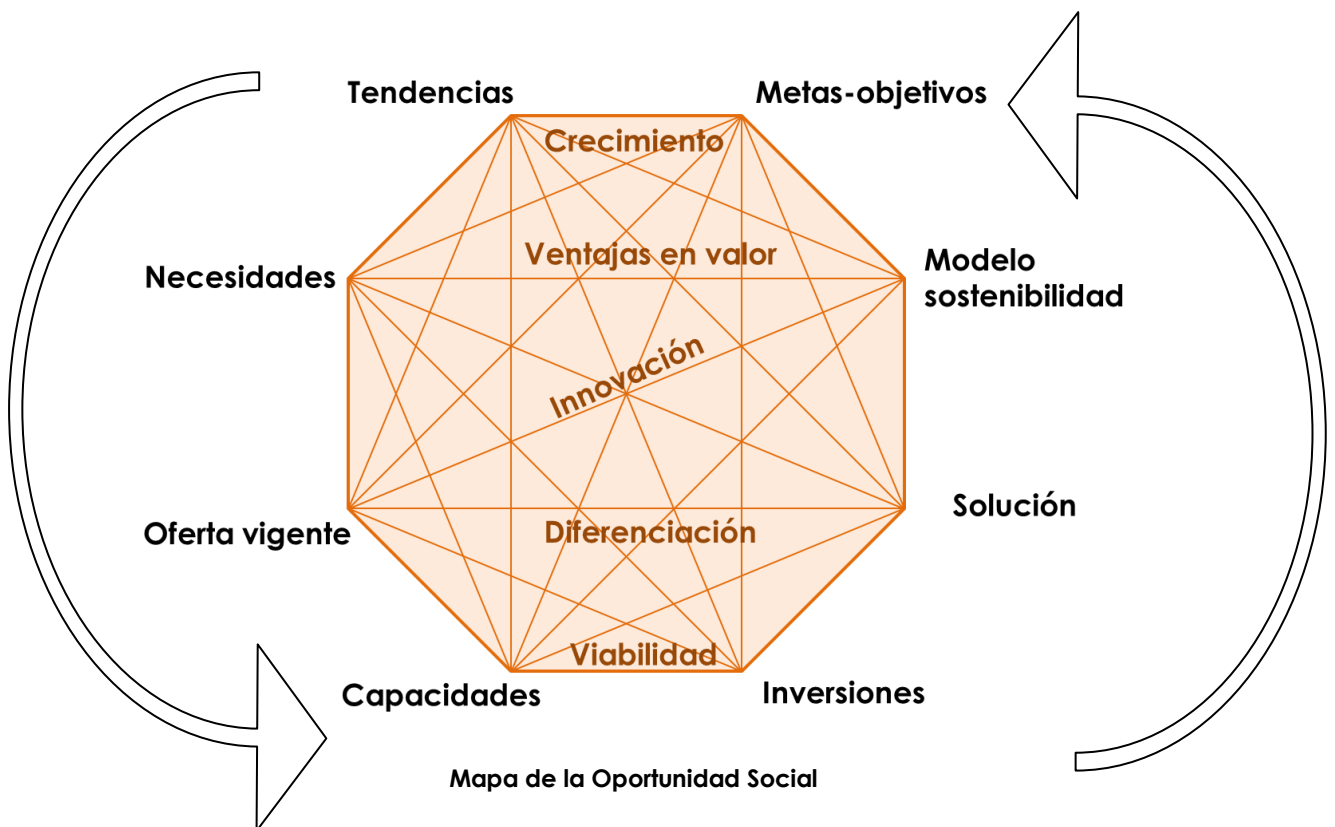 Tendencias
Metas-objetivos
Crecimiento
Ventajas en valor
Necesidades
Modelo
sostenibilidad
Innovación
Oferta vigente
Diferenciación
Solución
Viabilidad
Capacidades
Inversiones
Mapa de la Oportunidad Social